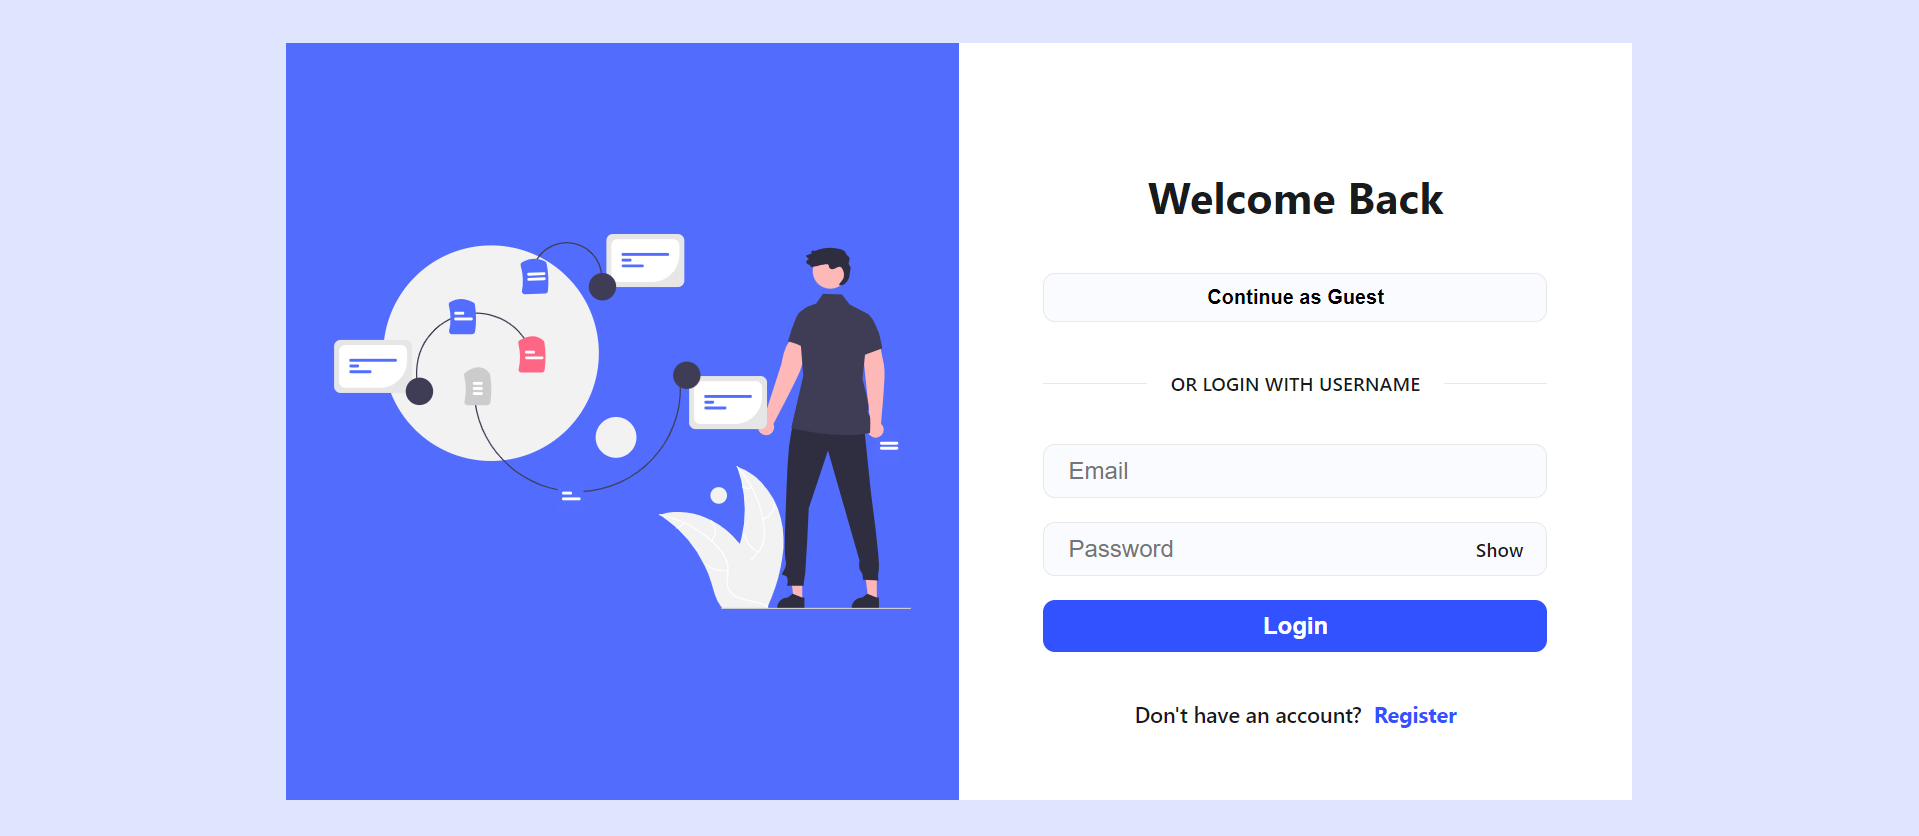 Welcome Back
Continue as Guest
OR LOGIN WITH USERNAME
Email
Password Show
Login
Don't have an account? Register